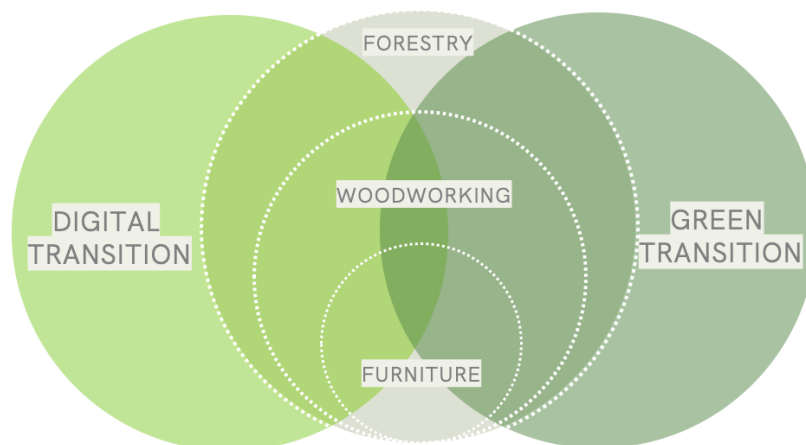 FORESTRY
WOODWORKING
DIGITAL
TRANSITION
GREEN
TRANSITION
FURNITURE